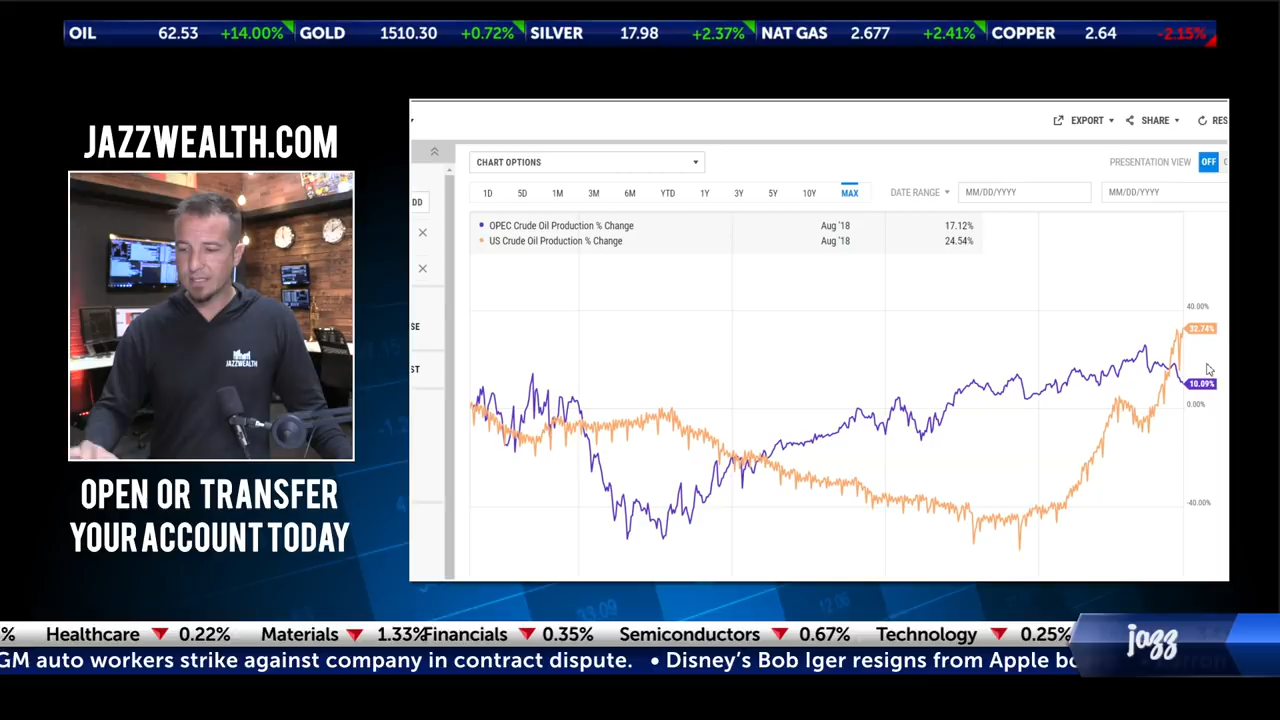 OIL 62.53 +14.00% GOLD 1510.30 +0.72% SILVER 17.98 +2.37% NAT GAS 2.677 +2.41% COPPER 2.64 -2.15%
JAZZWEALTH.COM
JAZZWEALTH
OPEN OR TRANSFER
YOUR ACCOUNT TODAY
EXPORT SHARE RES
CHART OPTIONS
PRESENTATION VIEW OFF
1D 5D 1M 3M 6M YTD 1Y 3Y 5Y 10Y MAX DATE RANGE MM/DD/YYYY MM/DD/YYYY
DD
OPEC Crude Oil Production % Change Aug '18 17.12%
US Crude Oil Production % Change Aug '18 24.54%
SE
ST
40.00%
32.74%
10.09%
0.00%
-40.00%
% Healthcare 0.22% Materials 1.33% Financials 0.35% Semiconductors 0.67% Technology 0.25%
GM auto workers strike against company in contract dispute. • Disney's Bob Iger resigns from Apple bo
jazz